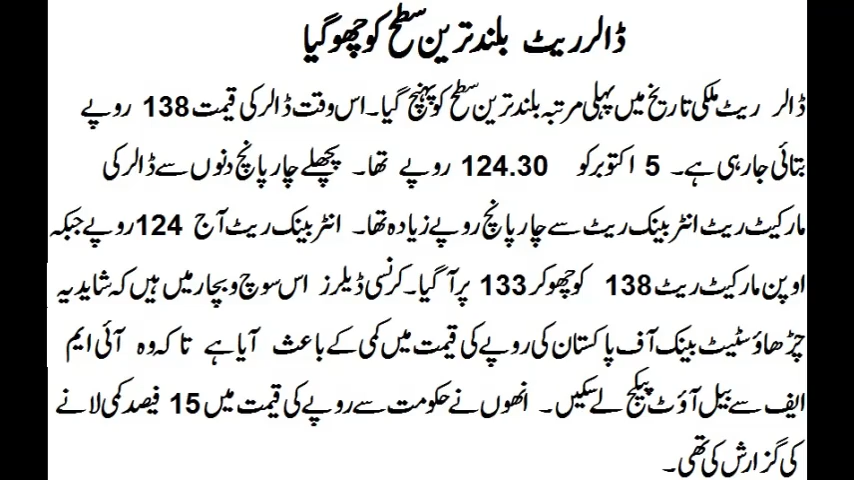 ڈالر ریٹ بلند ترین سطح کو چھو گیا
ڈالر ریٹ ملکی تاریخ میں پہلی مرتبہ بلند ترین سطح کو پہنچ گیا۔ اس وقت ڈالر کی قیمت 138 روپے
بتائی جا رہی ہے۔ 5 اکتوبر کو 124.30 روپے تھا۔ پچھلے چار پانچ دنوں سے ڈالر کی
مارکیٹ ریٹ انٹر بینک ریٹ سے چار پانچ روپے زیادہ تھا۔ انٹر بینک ریٹ آج 124 روپے جبکہ
اوپن مارکیٹ ریٹ 138 کو چھو کر 133 پر آ گیا۔ کرنسی ڈیلرز اس سوچ و بچار میں ہیں کہ شاید یہ
چڑھاؤ سٹیٹ بینک آف پاکستان کی روپے کی قیمت میں کمی کے باعث آیا ہے تا کہ وہ آئی ایم
ایف سے بیل آؤٹ پیکج لے سکیں۔ انھوں نے حکومت سے روپے کی قیمت میں 15 فیصد کمی لانے
کی گزارش کی تھی۔